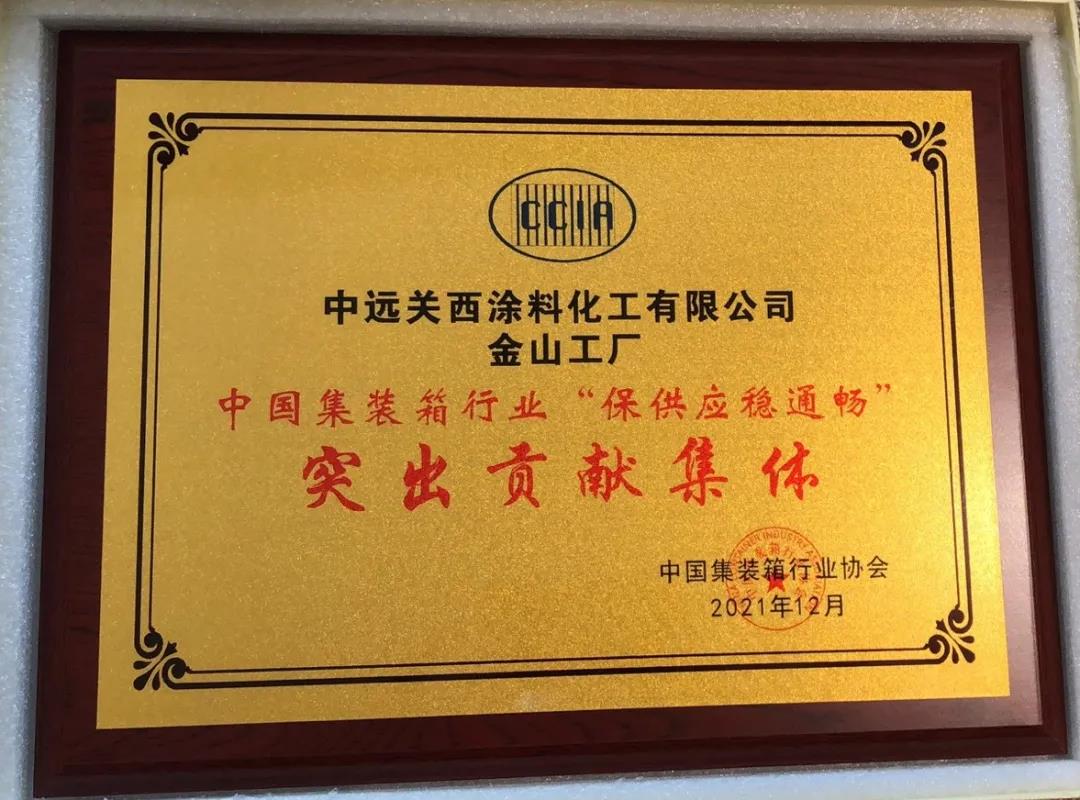 CCIA
中远关西涂料化工有限公司
金山工厂
中国集装箱行业“保供应稳通畅”
突出贡献集体
中国集装箱行业协会
2021年12月